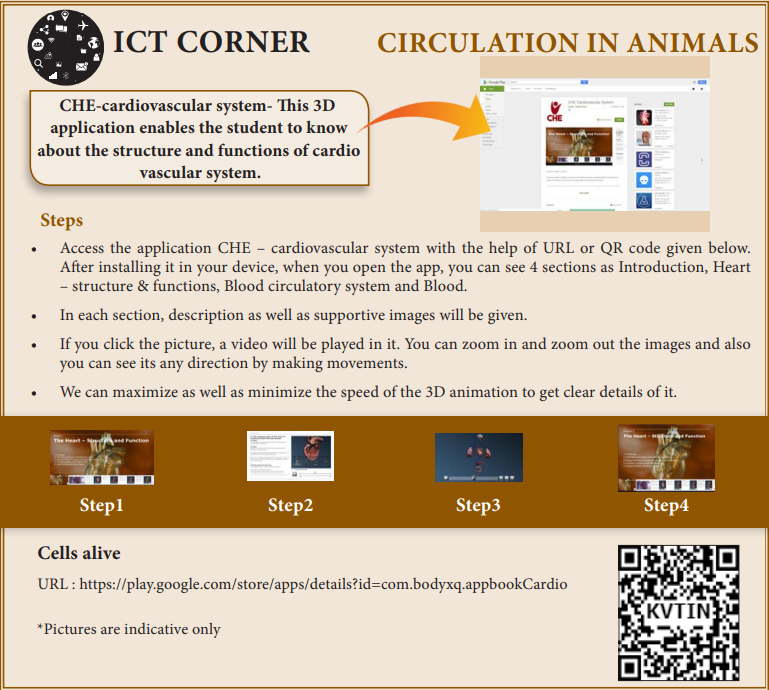 ICT CORNER
CIRCULATION IN ANIMALS
CHE-cardiovascular system- This 3D
application enables the student to know
about the structure and functions of cardio
vascular system.
CHE Cardiovascular System
CHE
Steps
• Access the application CHE – cardiovascular system with the help of URL or QR code given below.
After installing it in your device, when you open the app, you can see 4 sections as Introduction, Heart
– structure & functions, Blood circulatory system and Blood.
• In each section, description as well as supportive images will be given.
• If you click the picture, a video will be played in it. You can zoom in and zoom out the images and also
you can see its any direction by making movements.
• We can maximize as well as minimize the speed of the 3D animation to get clear details of it.
The Heart – Structure and Function
The Heart – Structure and Function
Step1
Step2
Step3
Step4
Cells alive
URL : https://play.google.com/store/apps/details?id=com.bodyxq.appbookCardio
*Pictures are indicative only
KVTIN